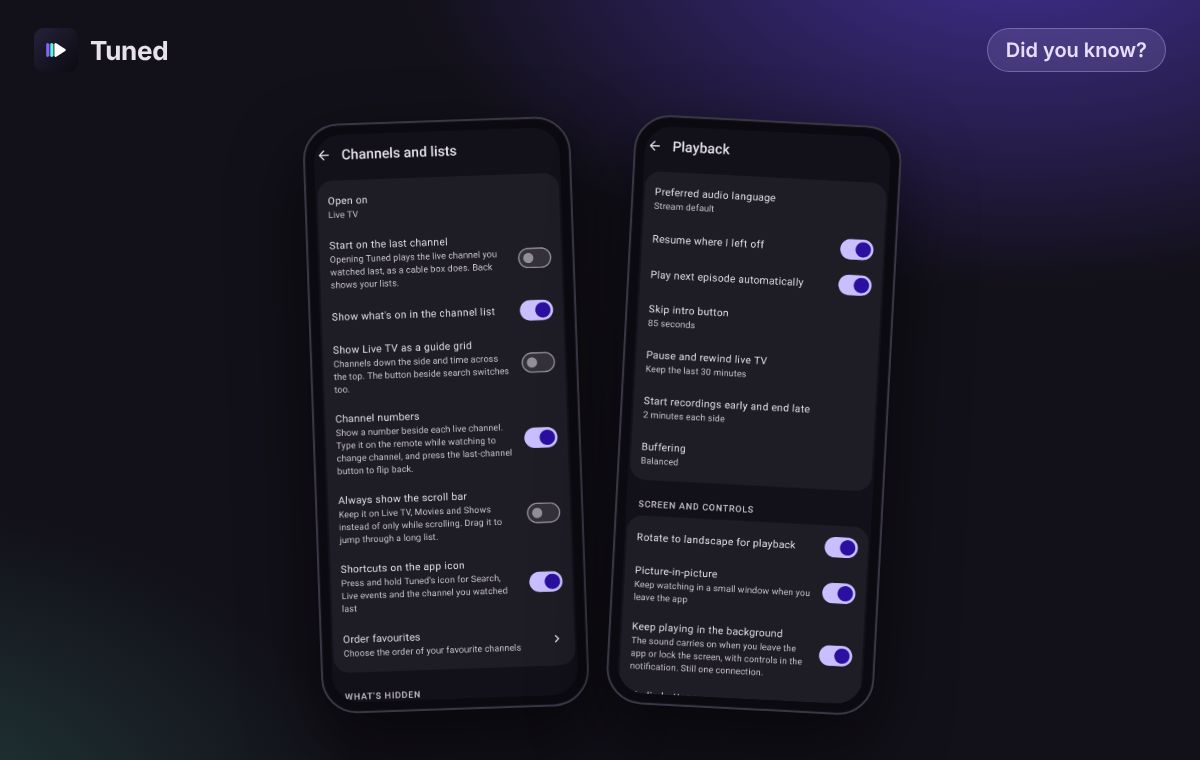 Tuned
Did you know?
Channels and lists
Open on
Live TV
Start on the last channel
Opening Tuned plays the live channel you
watched last, as a cable box does. Back
shows your lists.
Show what's on in the channel list
Show Live TV as a guide grid
Channels down the side and time across
the top. The button beside search switches
too.
Channel numbers
Show a number beside each live channel.
Type it on the remote while watching to
change channel, and press the last-channel
button to flip back.
Always show the scroll bar
Keep it on Live TV, Movies and Shows
instead of only while scrolling. Drag it to
jump through a long list.
Shortcuts on the app icon
Press and hold Tuned's icon for Search,
Live events and the channel you watched
last
Order favourites
Choose the order of your favourite channels
WHAT'S HIDDEN
Playback
Preferred audio language
Stream default
Resume where I left off
Play next episode automatically
Skip intro button
85 seconds
Pause and rewind live TV
Keep the last 30 minutes
Start recordings early and end late
2 minutes each side
Buffering
Balanced
SCREEN AND CONTROLS
Rotate to landscape for playback
Picture-in-picture
Keep watching in a small window when you
leave the app
Keep playing in the background
The sound carries on when you leave the
app or lock the screen, with controls in the
notification. Still one connection.